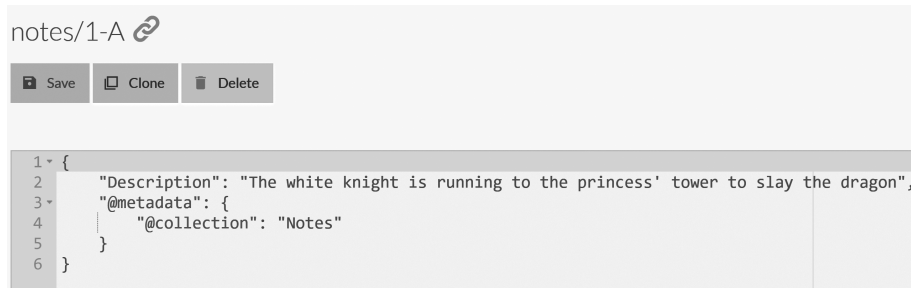 notes/1-A
Save Clone Delete
1 {
2 "Description": "The white knight is running to the princess' tower to slay the dragon",
3 "@metadata": {
4 "@collection": "Notes"
5 }
6 }